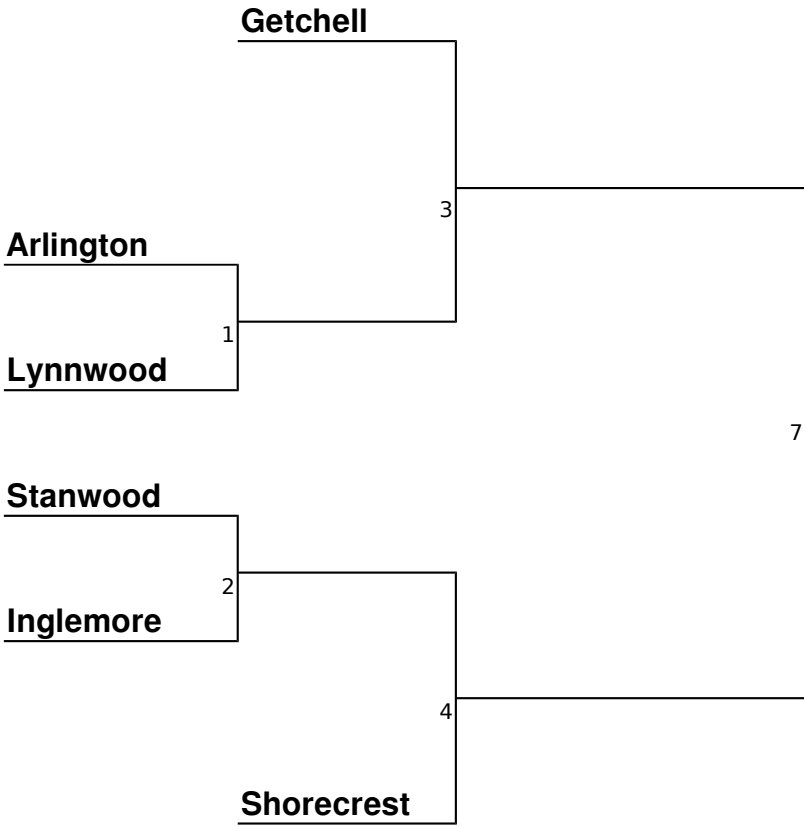 Getchell
3
Arlington
1
Lynnwood
7
Stanwood
2
Inglemore
4
Shorecrest